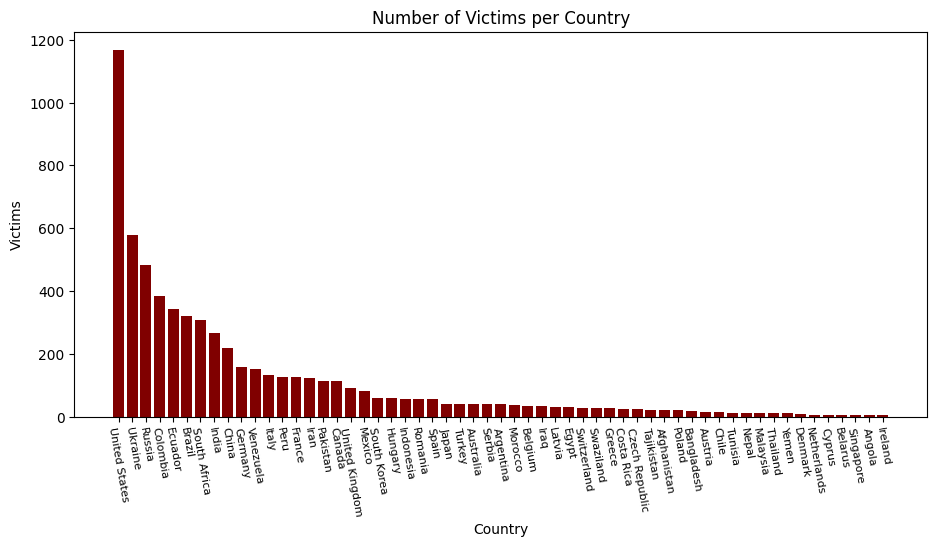 Number of Victims per Country
Victims
1200
1000
800
600
400
200
0
United States
Ukraine
Russia
Colombia
Ecuador
Brazil
South Africa
India
China
Germany
Venezuela
Italy
Peru
France
Iran
Pakistan
Canada
United Kingdom
Mexico
South Korea
Hungary
Indonesia
Romania
Spain
Japan
Turkey
Australia
Serbia
Argentina
Morocco
Belgium
Iraq
Latvia
Egypt
Switzerland
Swaziland
Greece
Costa Rica
Czech Republic
Tajikistan
Afghanistan
Poland
Bangladesh
Austria
Chile
Tunisia
Nepal
Malaysia
Thailand
Yemen
Denmark
Netherlands
Cyprus
Belarus
Singapore
Angola
Ireland
Country